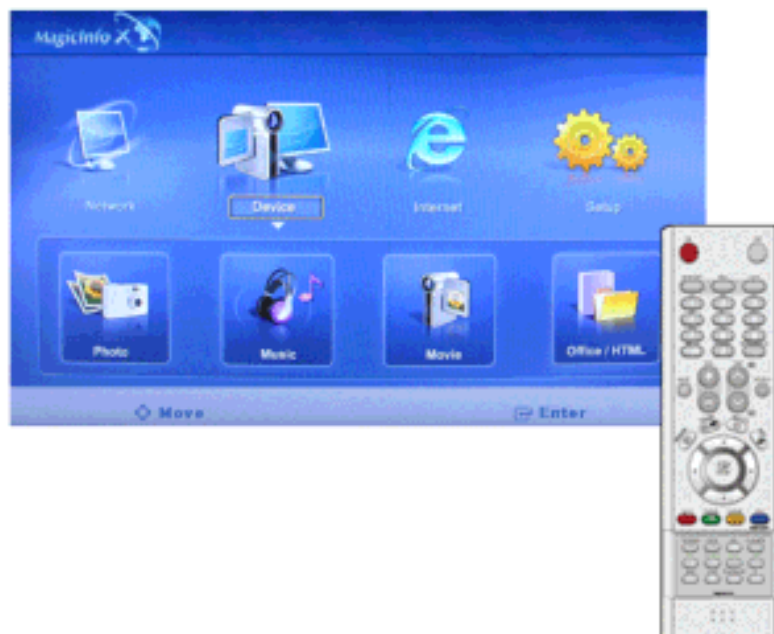 MagicInfo X
Network
Device
Internet
Setup
Photo
Music
Movie
Office / HTML
Move
Enter